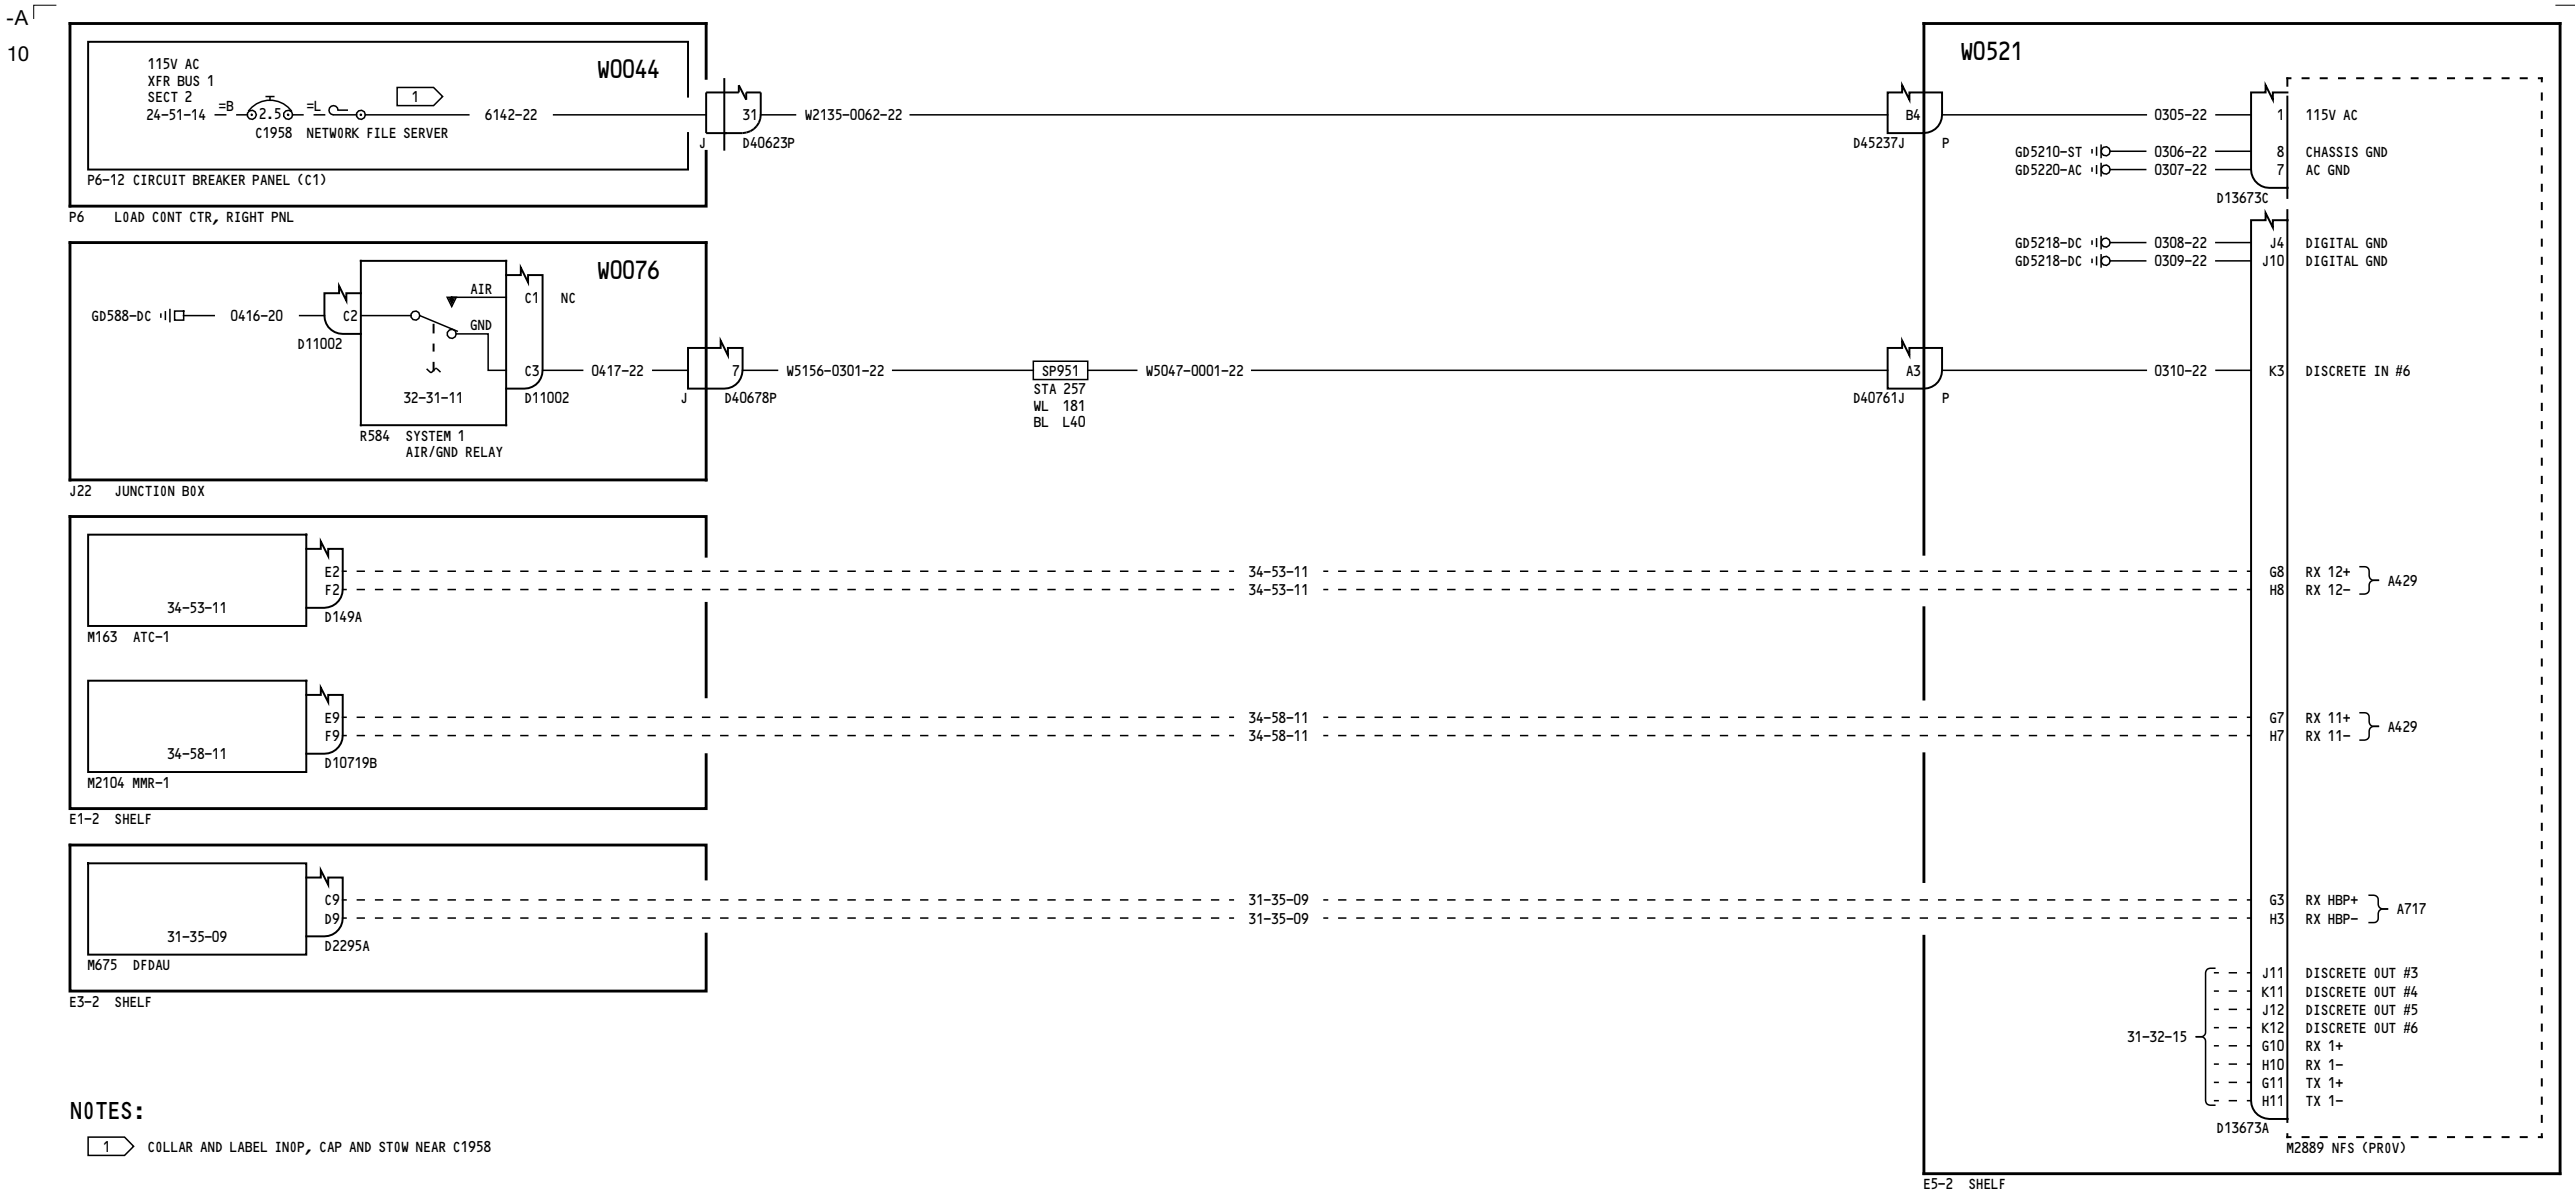 -A
10
W0044
115V AC
XFR BUS 1
SECT 2
24-51-14 =B 2.5 =L 1 6142-22
C1958 NETWORK FILE SERVER
P6-12 CIRCUIT BREAKER PANEL (C1)
P6 LOAD CONT CTR, RIGHT PNL
31 W2135-0062-22
J D40623P
B4
D45237J P
W0521
0305-22 1 115V AC
GD5210-ST 0306-22 8 CHASSIS GND
GD5220-AC 0307-22 7 AC GND
D13673C
GD5218-DC 0308-22 J4 DIGITAL GND
GD5218-DC 0309-22 J10 DIGITAL GND
W0076
AIR C1 NC
GD588-DC 0416-20 C2
GND
D11002
C3 0417-22 7 W5156-0301-22 SP951 W5047-0001-22 A3 0310-22 K3 DISCRETE IN #6
32-31-11 D11002 J D40678P
STA 257
WL 181
BL L40
D40761J P
R584 SYSTEM 1
AIR/GND RELAY
J22 JUNCTION BOX
E2 34-53-11 G8 RX 12+
F2 34-53-11 H8 RX 12-
A429
34-53-11
D149A
M163 ATC-1
E9 34-58-11 G7 RX 11+
F9 34-58-11 H7 RX 11-
A429
34-58-11
D10719B
M2104 MMR-1
E1-2 SHELF
C9 31-35-09 G3 RX HBP+
D9 31-35-09 H3 RX HBP-
A717
31-35-09
D2295A
M675 DFDAU
E3-2 SHELF
31-32-15
J11 DISCRETE OUT #3
K11 DISCRETE OUT #4
J12 DISCRETE OUT #5
K12 DISCRETE OUT #6
G10 RX 1+
H10 RX 1-
G11 TX 1+
H11 TX 1-
D13673A
M2889 NFS (PROV)
E5-2 SHELF
NOTES:
1 COLLAR AND LABEL INOP, CAP AND STOW NEAR C1958